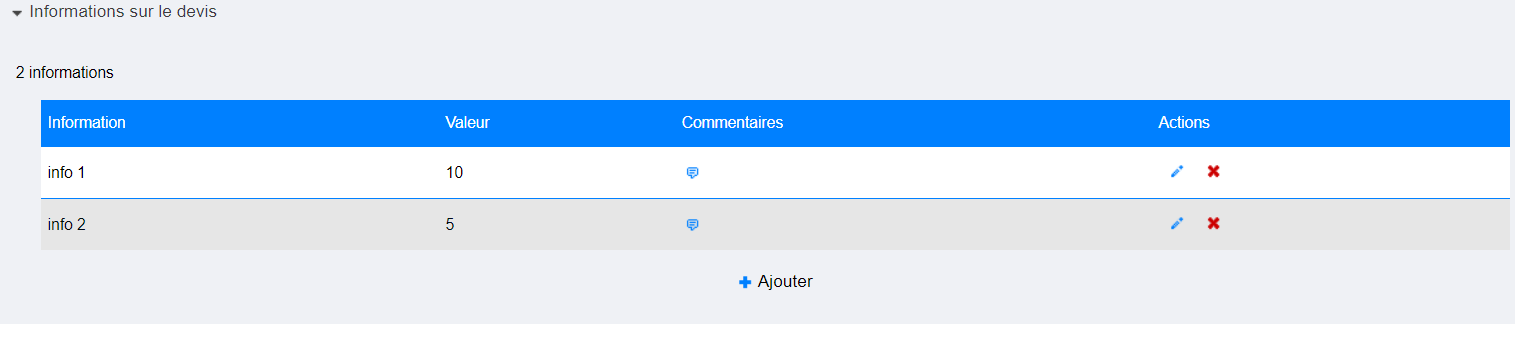 Informations sur le devis
2 informations
Information Valeur Commentaires Actions
info 1 10
info 2 5
Ajouter